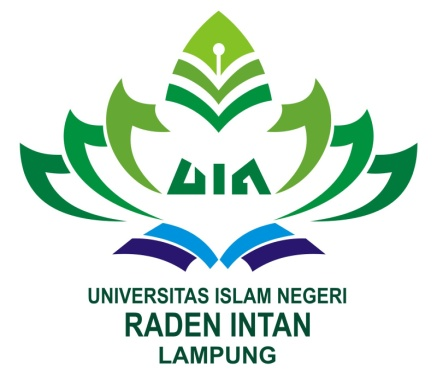 UIN
UNIVERSITAS ISLAM NEGERI
RADEN INTAN
LAMPUNG